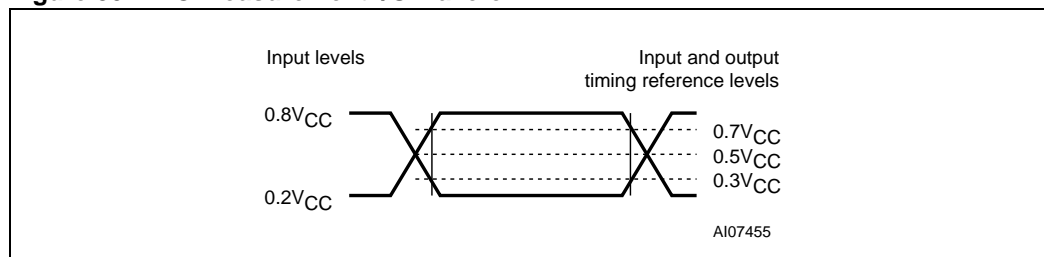 Input levels
Input and output
timing reference levels
0.8VCC
0.7VCC
0.5VCC
0.3VCC
0.2VCC
AI07455